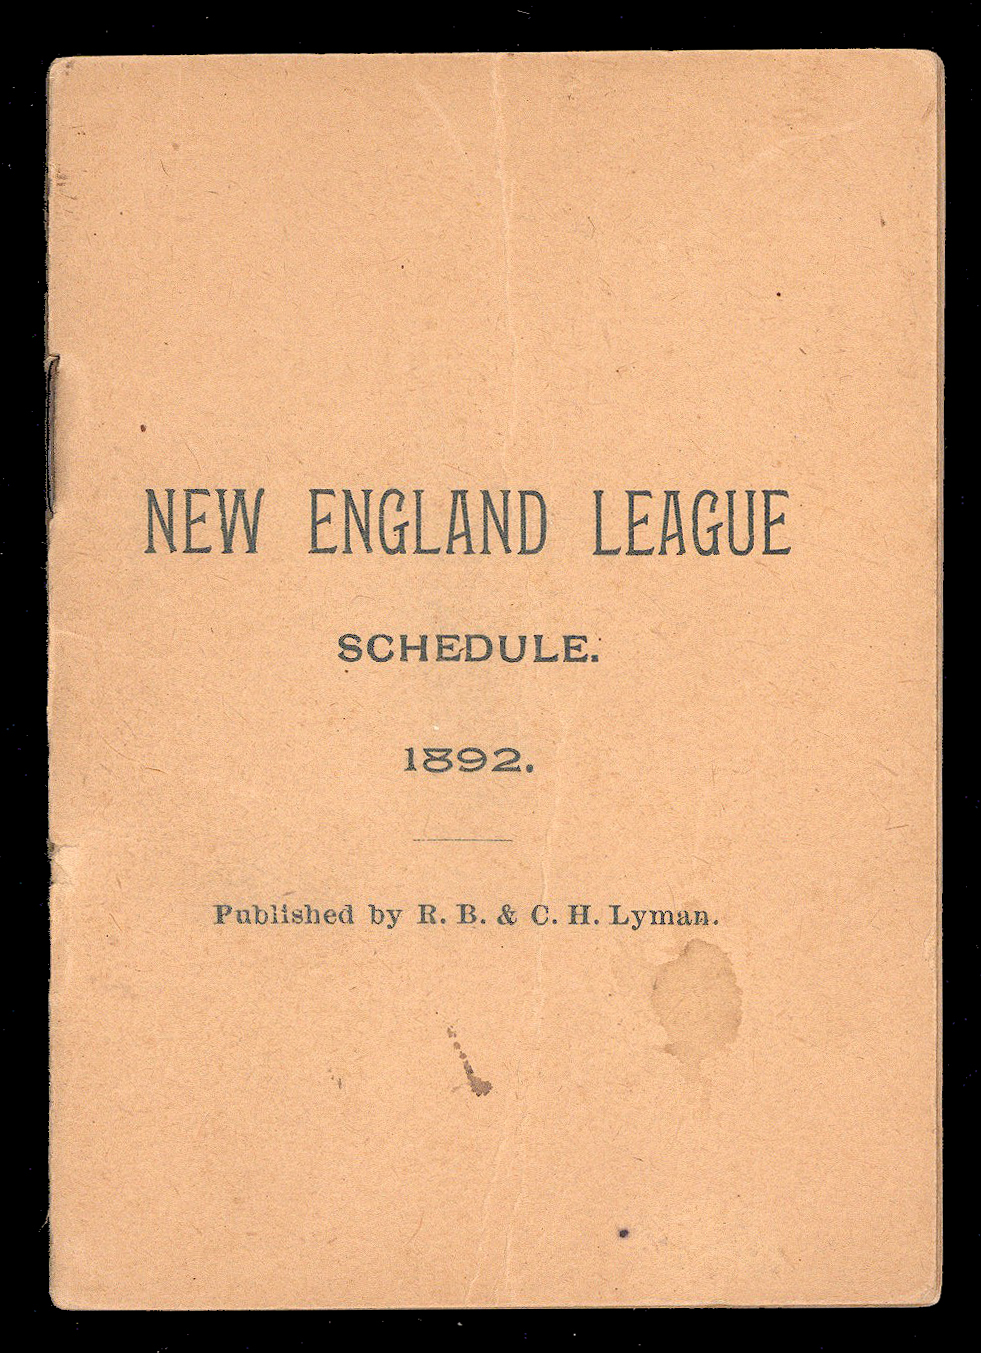 NEW ENGLAND LEAGUE
SCHEDULE.
1892.
Published by R. B. & C. H. Lyman.